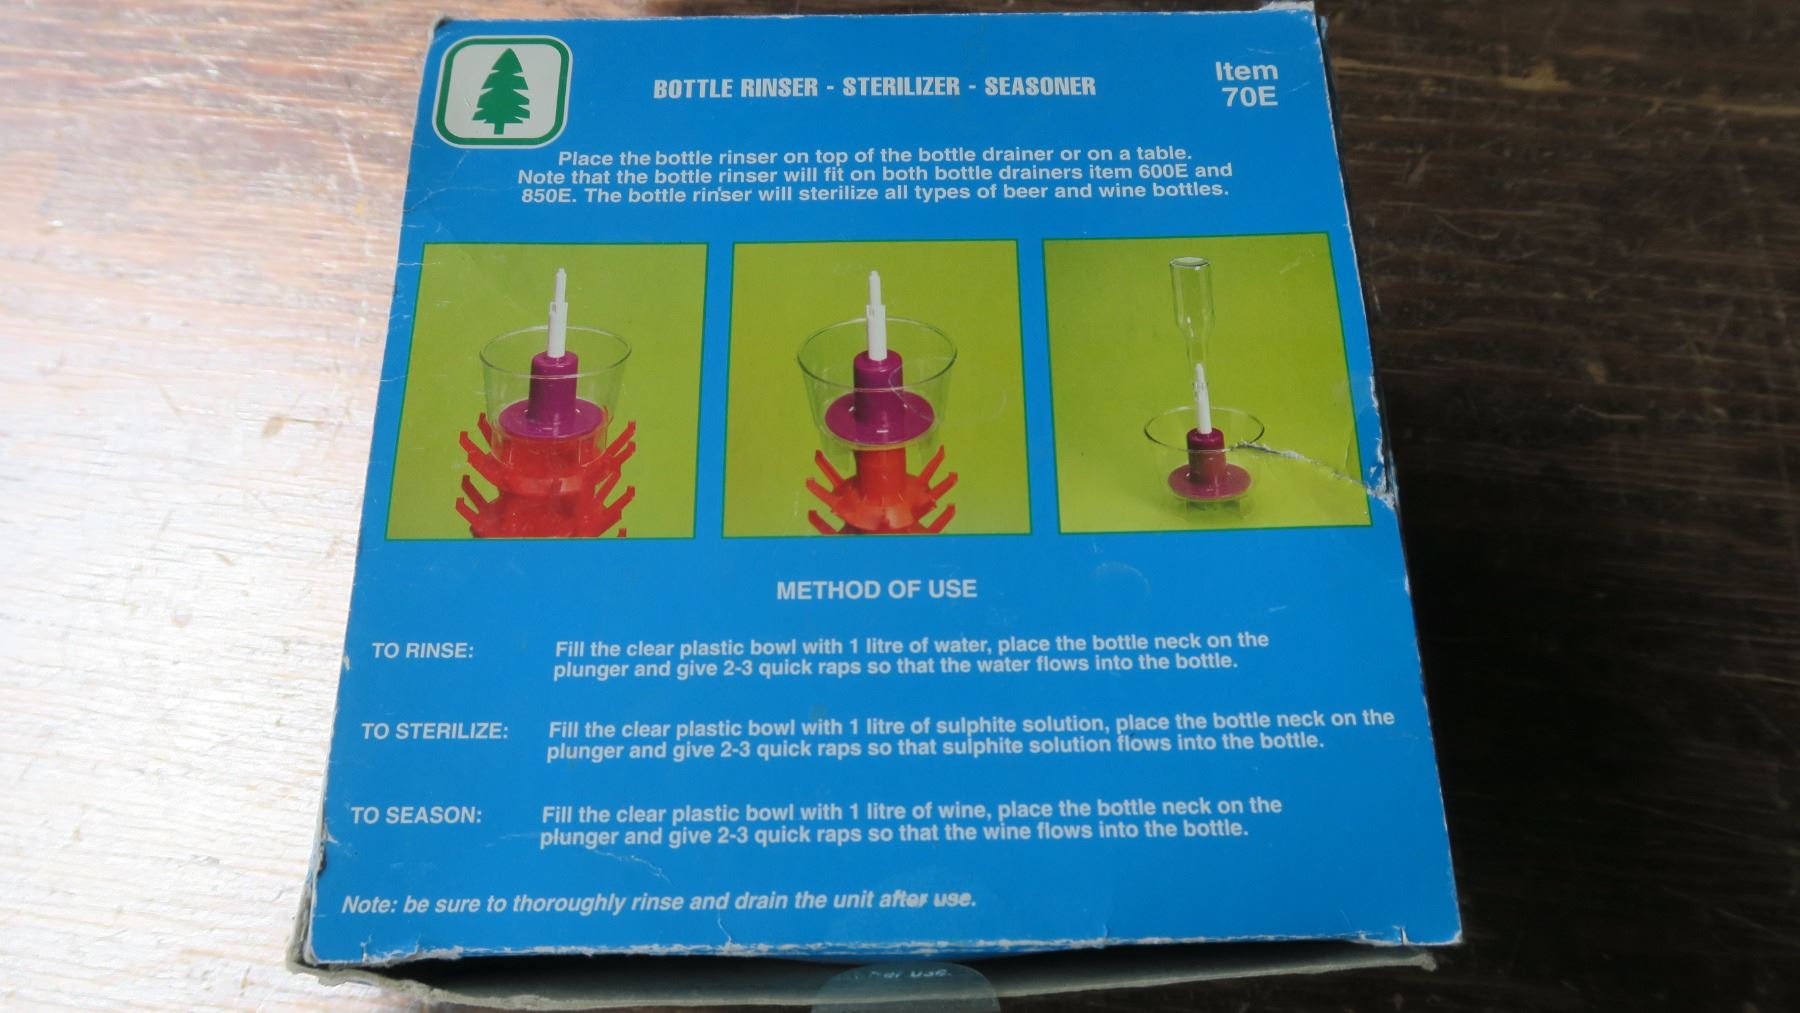 BOTTLE RINSER - STERILIZER - SEASONER
Item
70E
Place the bottle rinser on top of the bottle drainer or on a table.
Note that the bottle rinser will fit on both bottle drainers item 600E and
850E. The bottle rinser will sterilize all types of beer and wine bottles.
METHOD OF USE
TO RINSE:
Fill the clear plastic bowl with 1 litre of water, place the bottle neck on the
plunger and give 2-3 quick raps so that the water flows into the bottle.
TO STERILIZE:
Fill the clear plastic bowl with 1 litre of sulphite solution, place the bottle neck on the
plunger and give 2-3 quick raps so that sulphite solution flows into the bottle.
TO SEASON:
Fill the clear plastic bowl with 1 litre of wine, place the bottle neck on the
plunger and give 2-3 quick raps so that the wine flows into the bottle.
Note: be sure to thoroughly rinse and drain the unit after use.
use.